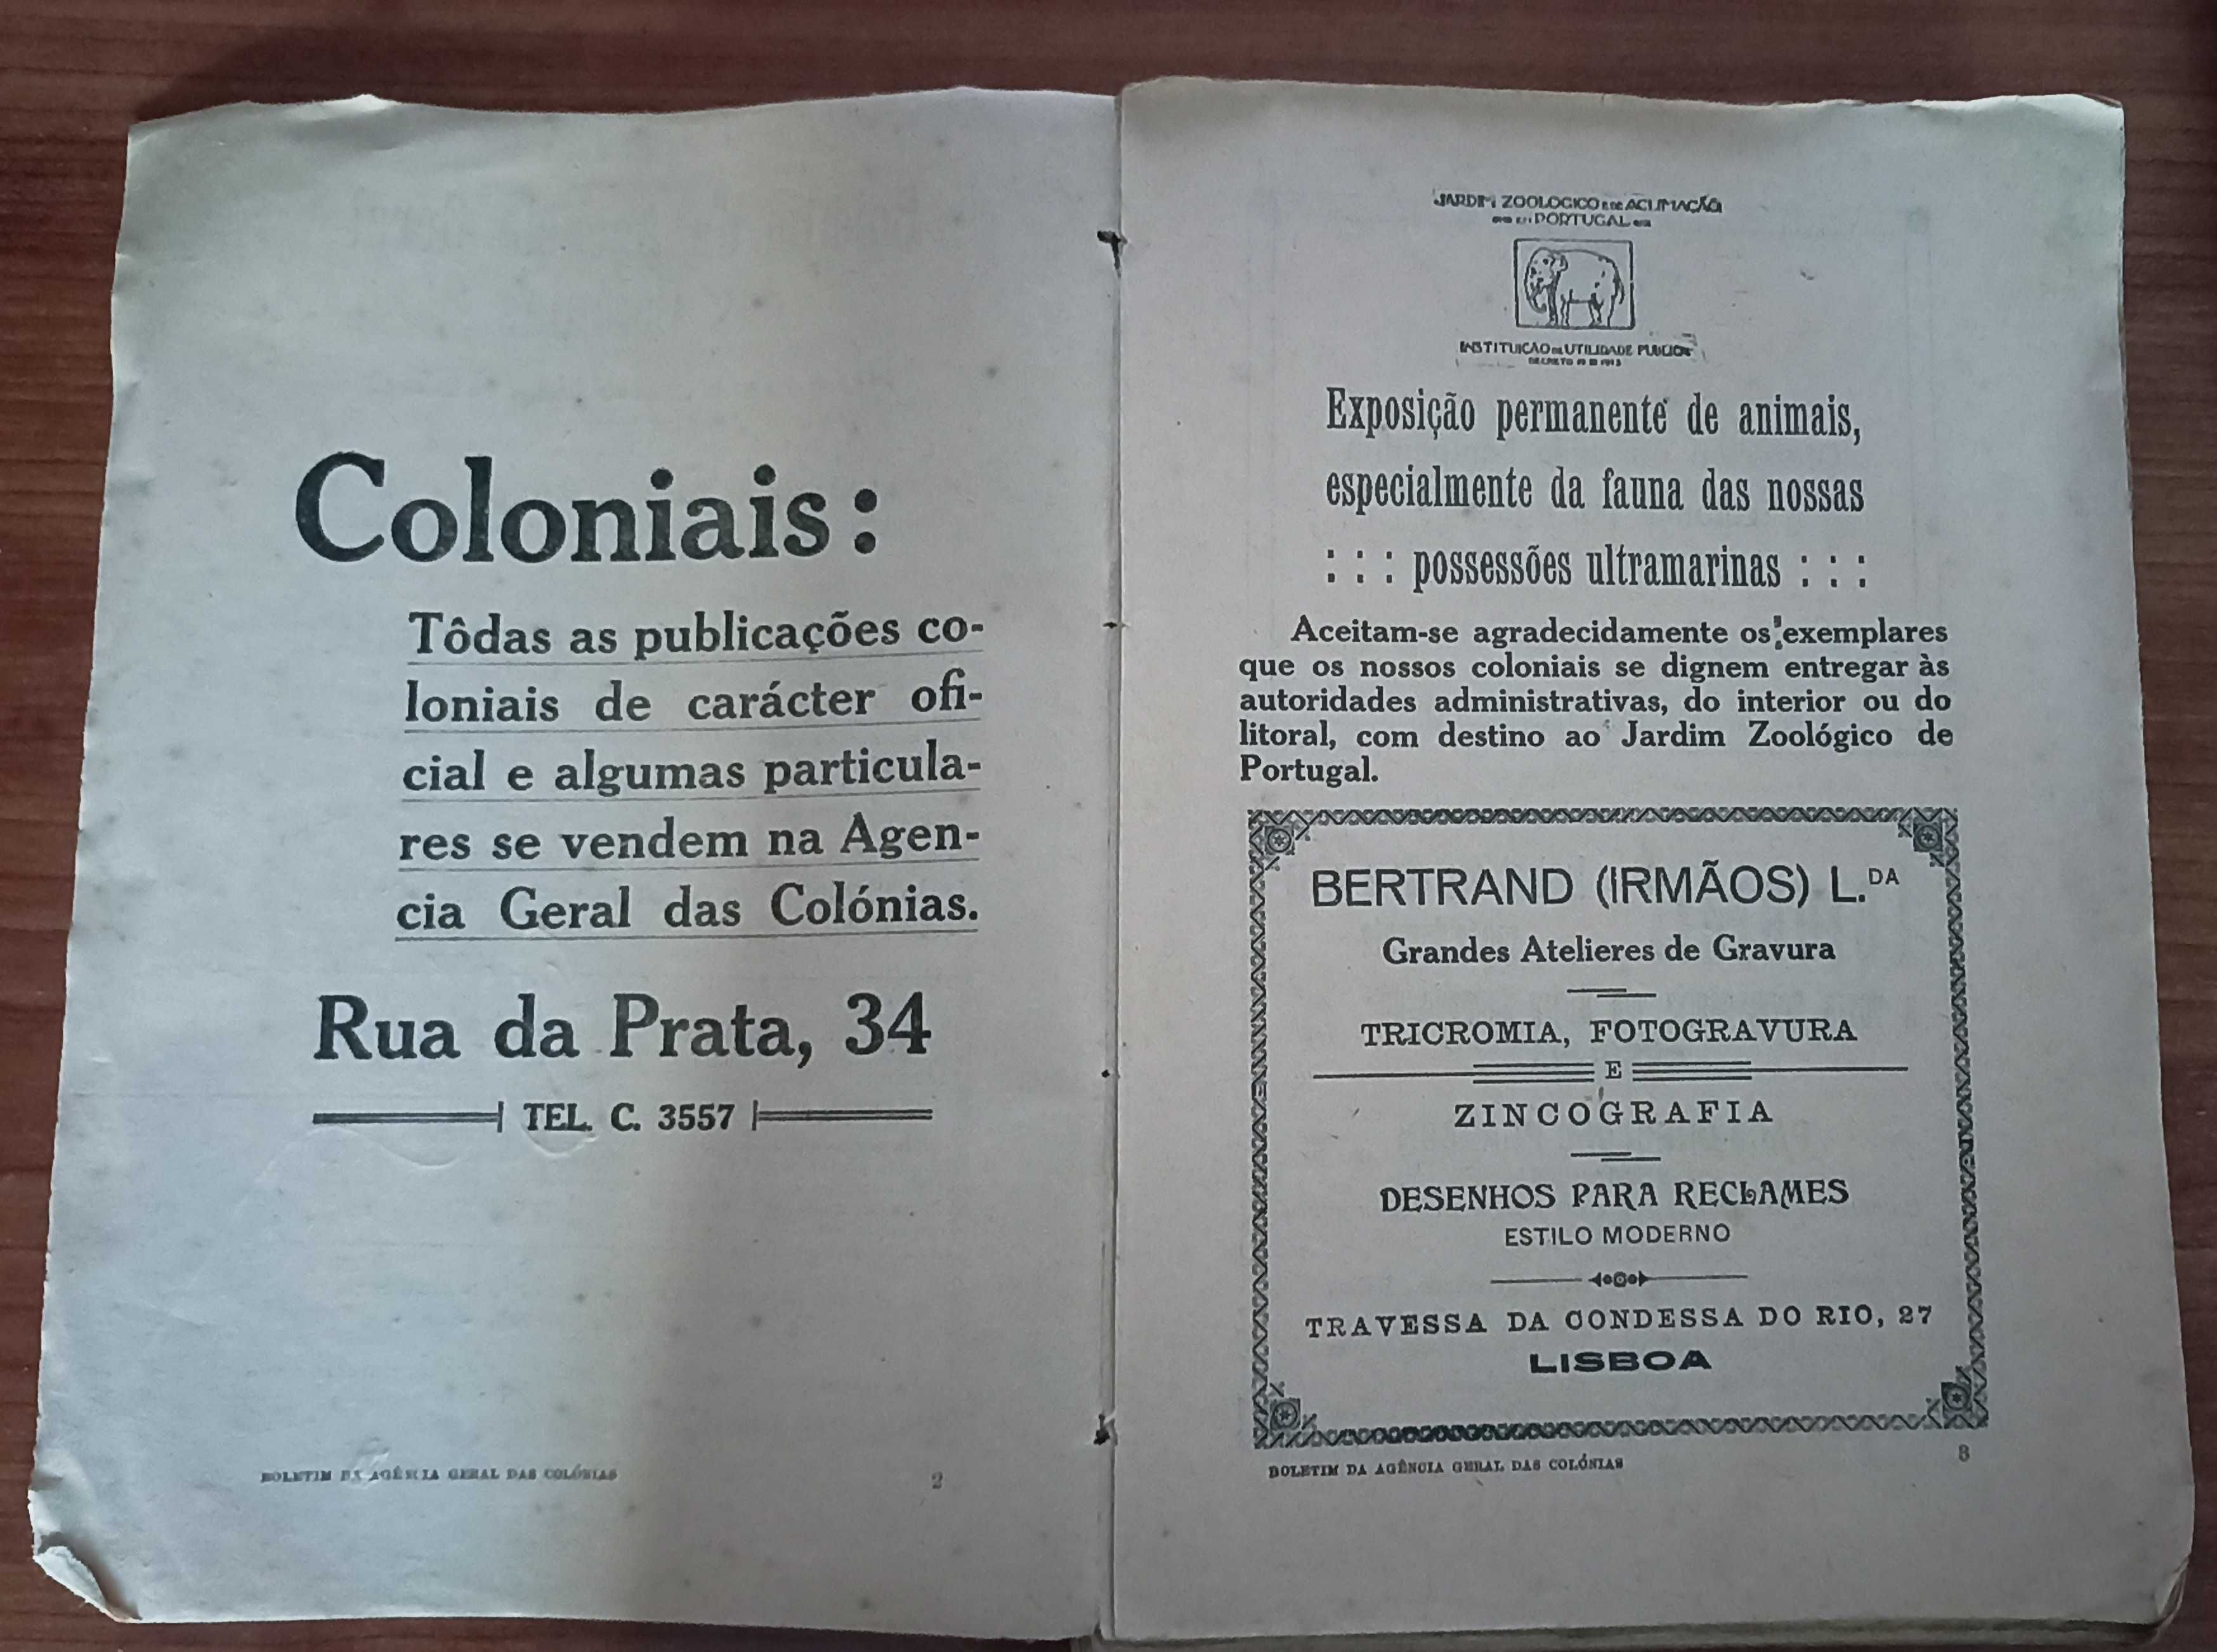 Coloniais:
Tôdas as publicações co-
loniais de carácter ofi-
cial e algumas particula-
res se vendem na Agen-
cia Geral das Colónias.
Rua da Prata, 34
TEL. C. 3557
BOLETIM DA AGÊNCIA GERAL DAS COLÓNIAS
2
JARDIM ZOOLOGICO E DE ACLIMAÇÃO
EM PORTUGAL
INSTITUIÇÃO DE UTILIDADE PUBLICA
DECRETO 1913
Exposição permanente de animais,
especialmente da fauna das nossas
: : : possessões ultramarinas : : :
Aceitam-se agradecidamente os exemplares
que os nossos coloniais se dignem entregar às
autoridades administrativas, do interior ou do
litoral, com destino ao Jardim Zoológico de
Portugal.
BERTRAND (IRMÃOS) L.DA
Grandes Atelieres de Gravura
TRICROMIA, FOTOGRAVURA
E
ZINCOGRAFIA
DESENHOS PARA RECLAMES
ESTILO MODERNO
TRAVESSA DA CONDESSA DO RIO, 27
LISBOA
BOLETIM DA AGÊNCIA GERAL DAS COLÓNIAS
3